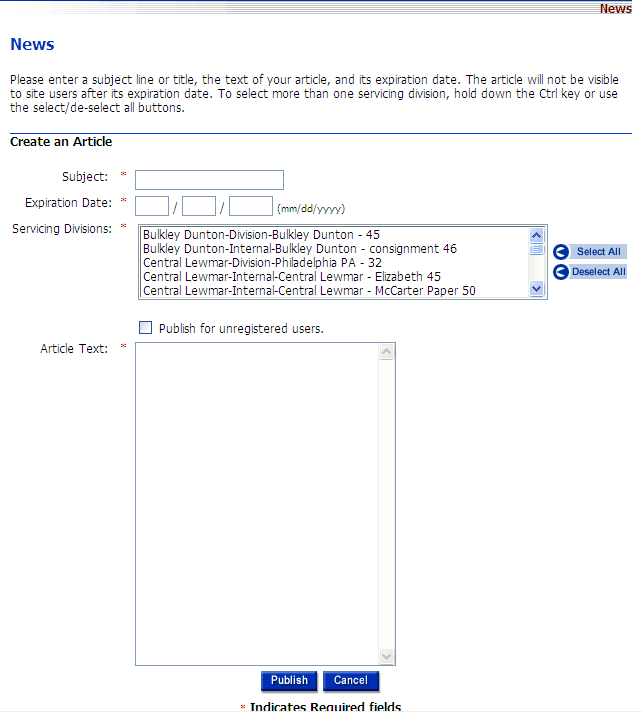 News
News
Please enter a subject line or title, the text of your article, and its expiration date. The article will not be visible
to site users after its expiration date. To select more than one servicing division, hold down the Ctrl key or use
the select/de-select all buttons.
Create an Article
Subject: *
Expiration Date: * / / (mm/dd/yyyy)
Servicing Divisions: *
Bulkley Dunton-Division-Bulkley Dunton - 45
Bulkley Dunton-Internal-Bulkley Dunton - consignment 46
Central Lewmar-Division-Philadelphia PA - 32
Central Lewmar-Internal-Central Lewmar - Elizabeth 45
Central Lewmar-Internal-Central Lewmar - McCarter Paper 50
Select All
Deselect All
Publish for unregistered users.
Article Text: *
Publish Cancel
* Indicates Required fields